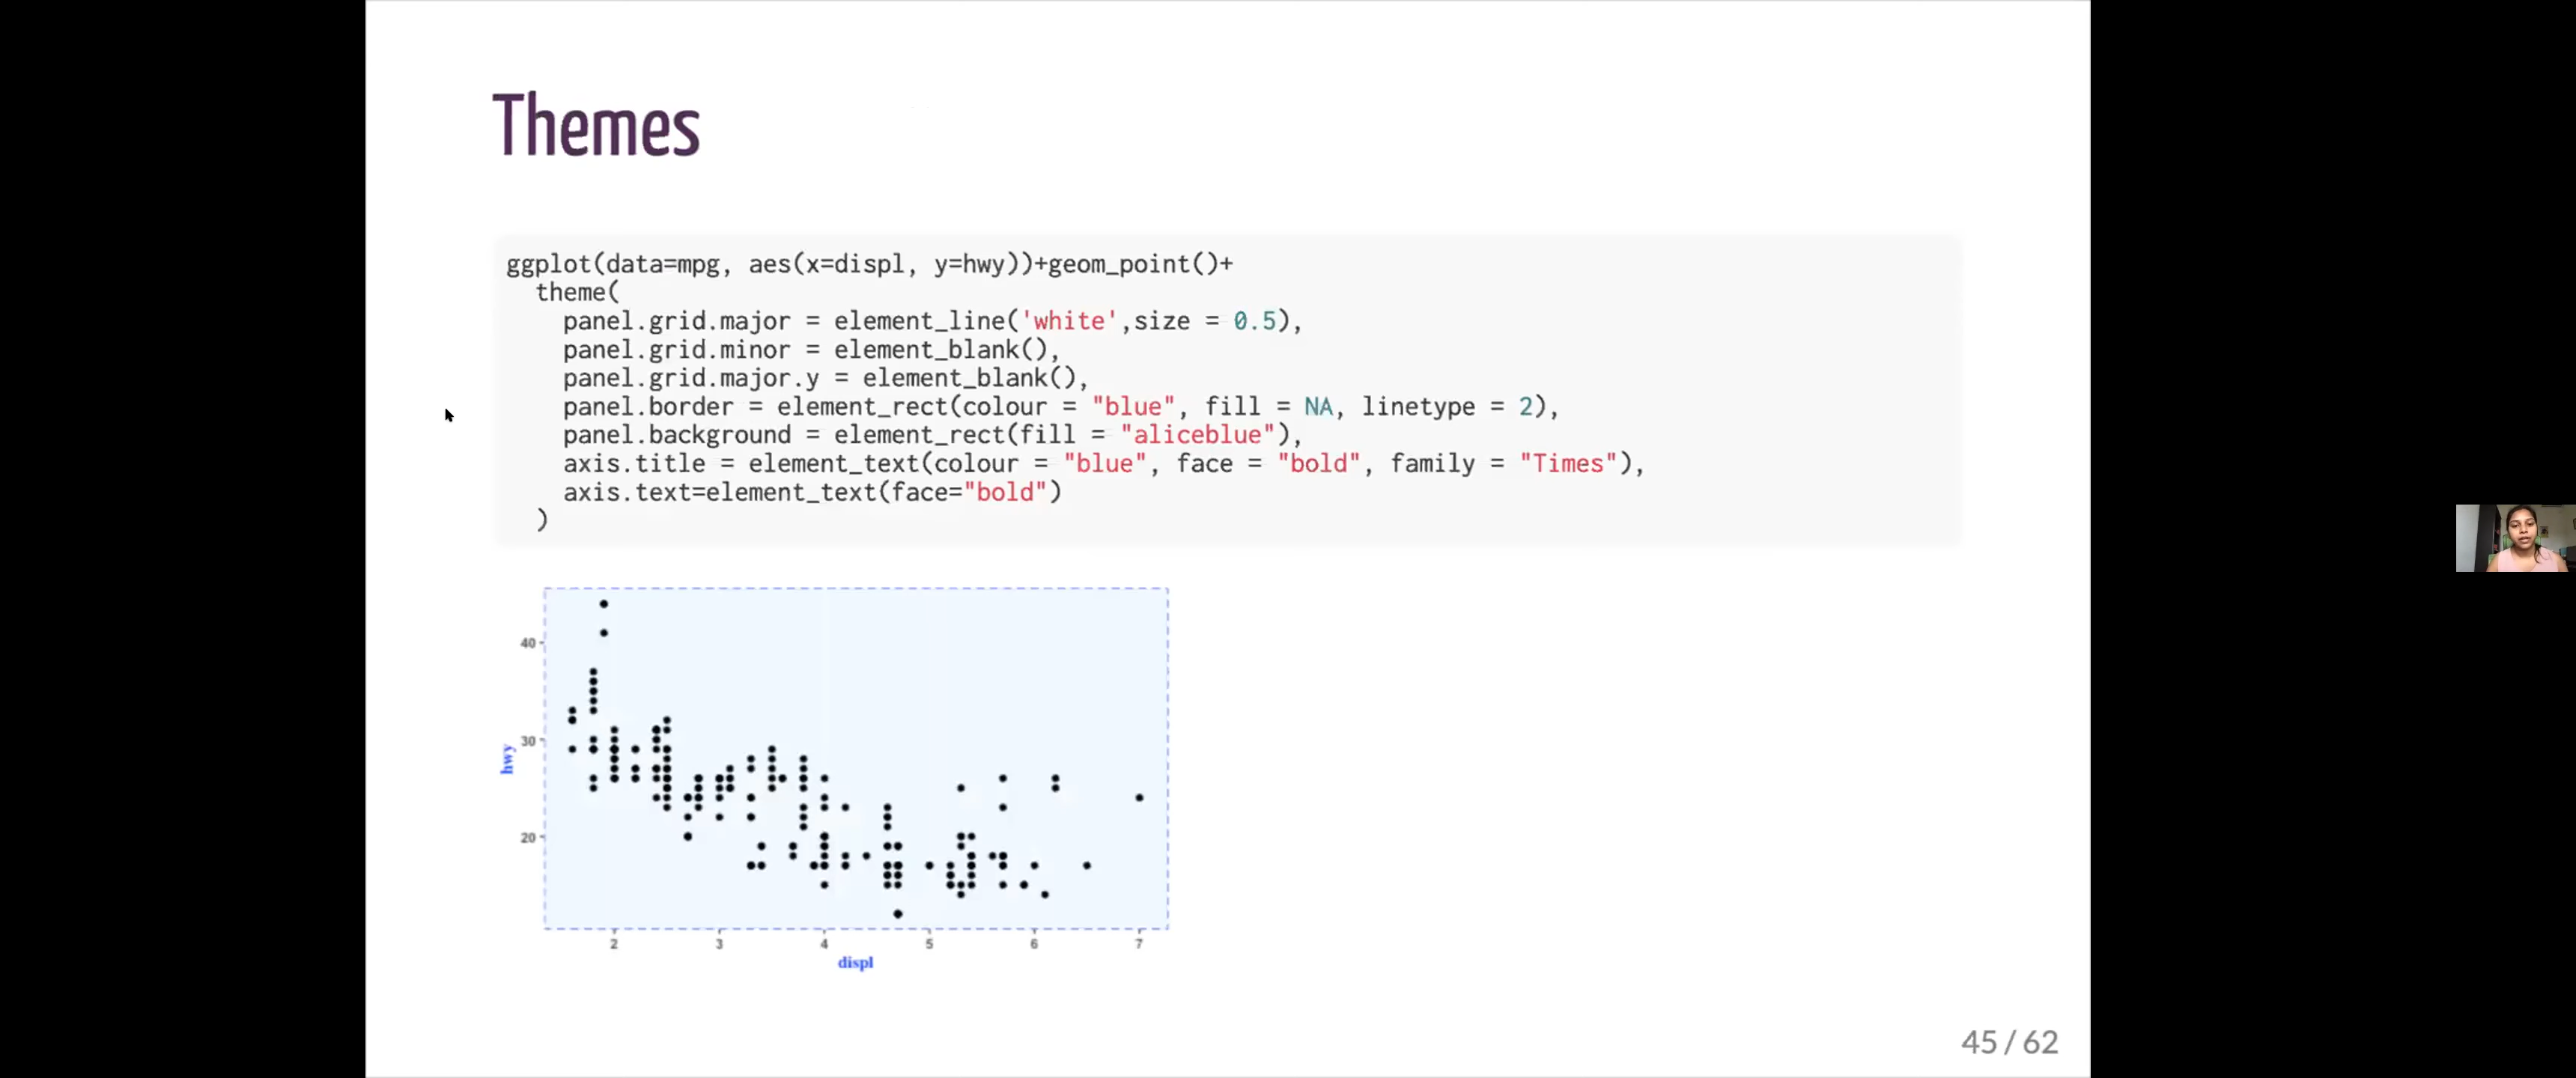 Themes
ggplot(data=mpg, aes(x=displ, y=hwy))+geom_point()+
  theme(
    panel.grid.major = element_line('white',size = 0.5),
    panel.grid.minor = element_blank(),
    panel.grid.major.y = element_blank(),
    panel.border = element_rect(colour = "blue", fill = NA, linetype = 2),
    panel.background = element_rect(fill = "aliceblue"),
    axis.title = element_text(colour = "blue", face = "bold", family = "Times"),
    axis.text=element_text(face="bold")
  )
40
30
20
hwy
2 3 4 5 6 7
displ
45 / 62